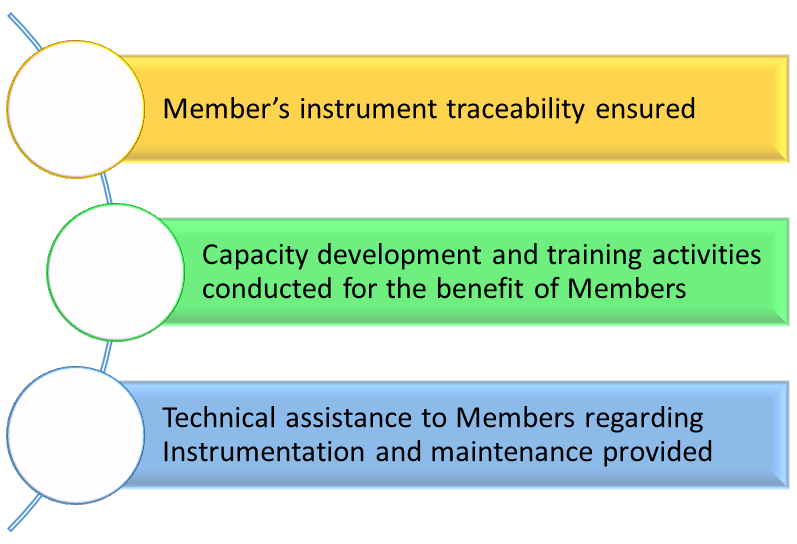 Member’s instrument traceability ensured
Capacity development and training activities
conducted for the benefit of Members
Technical assistance to Members regarding
Instrumentation and maintenance provided